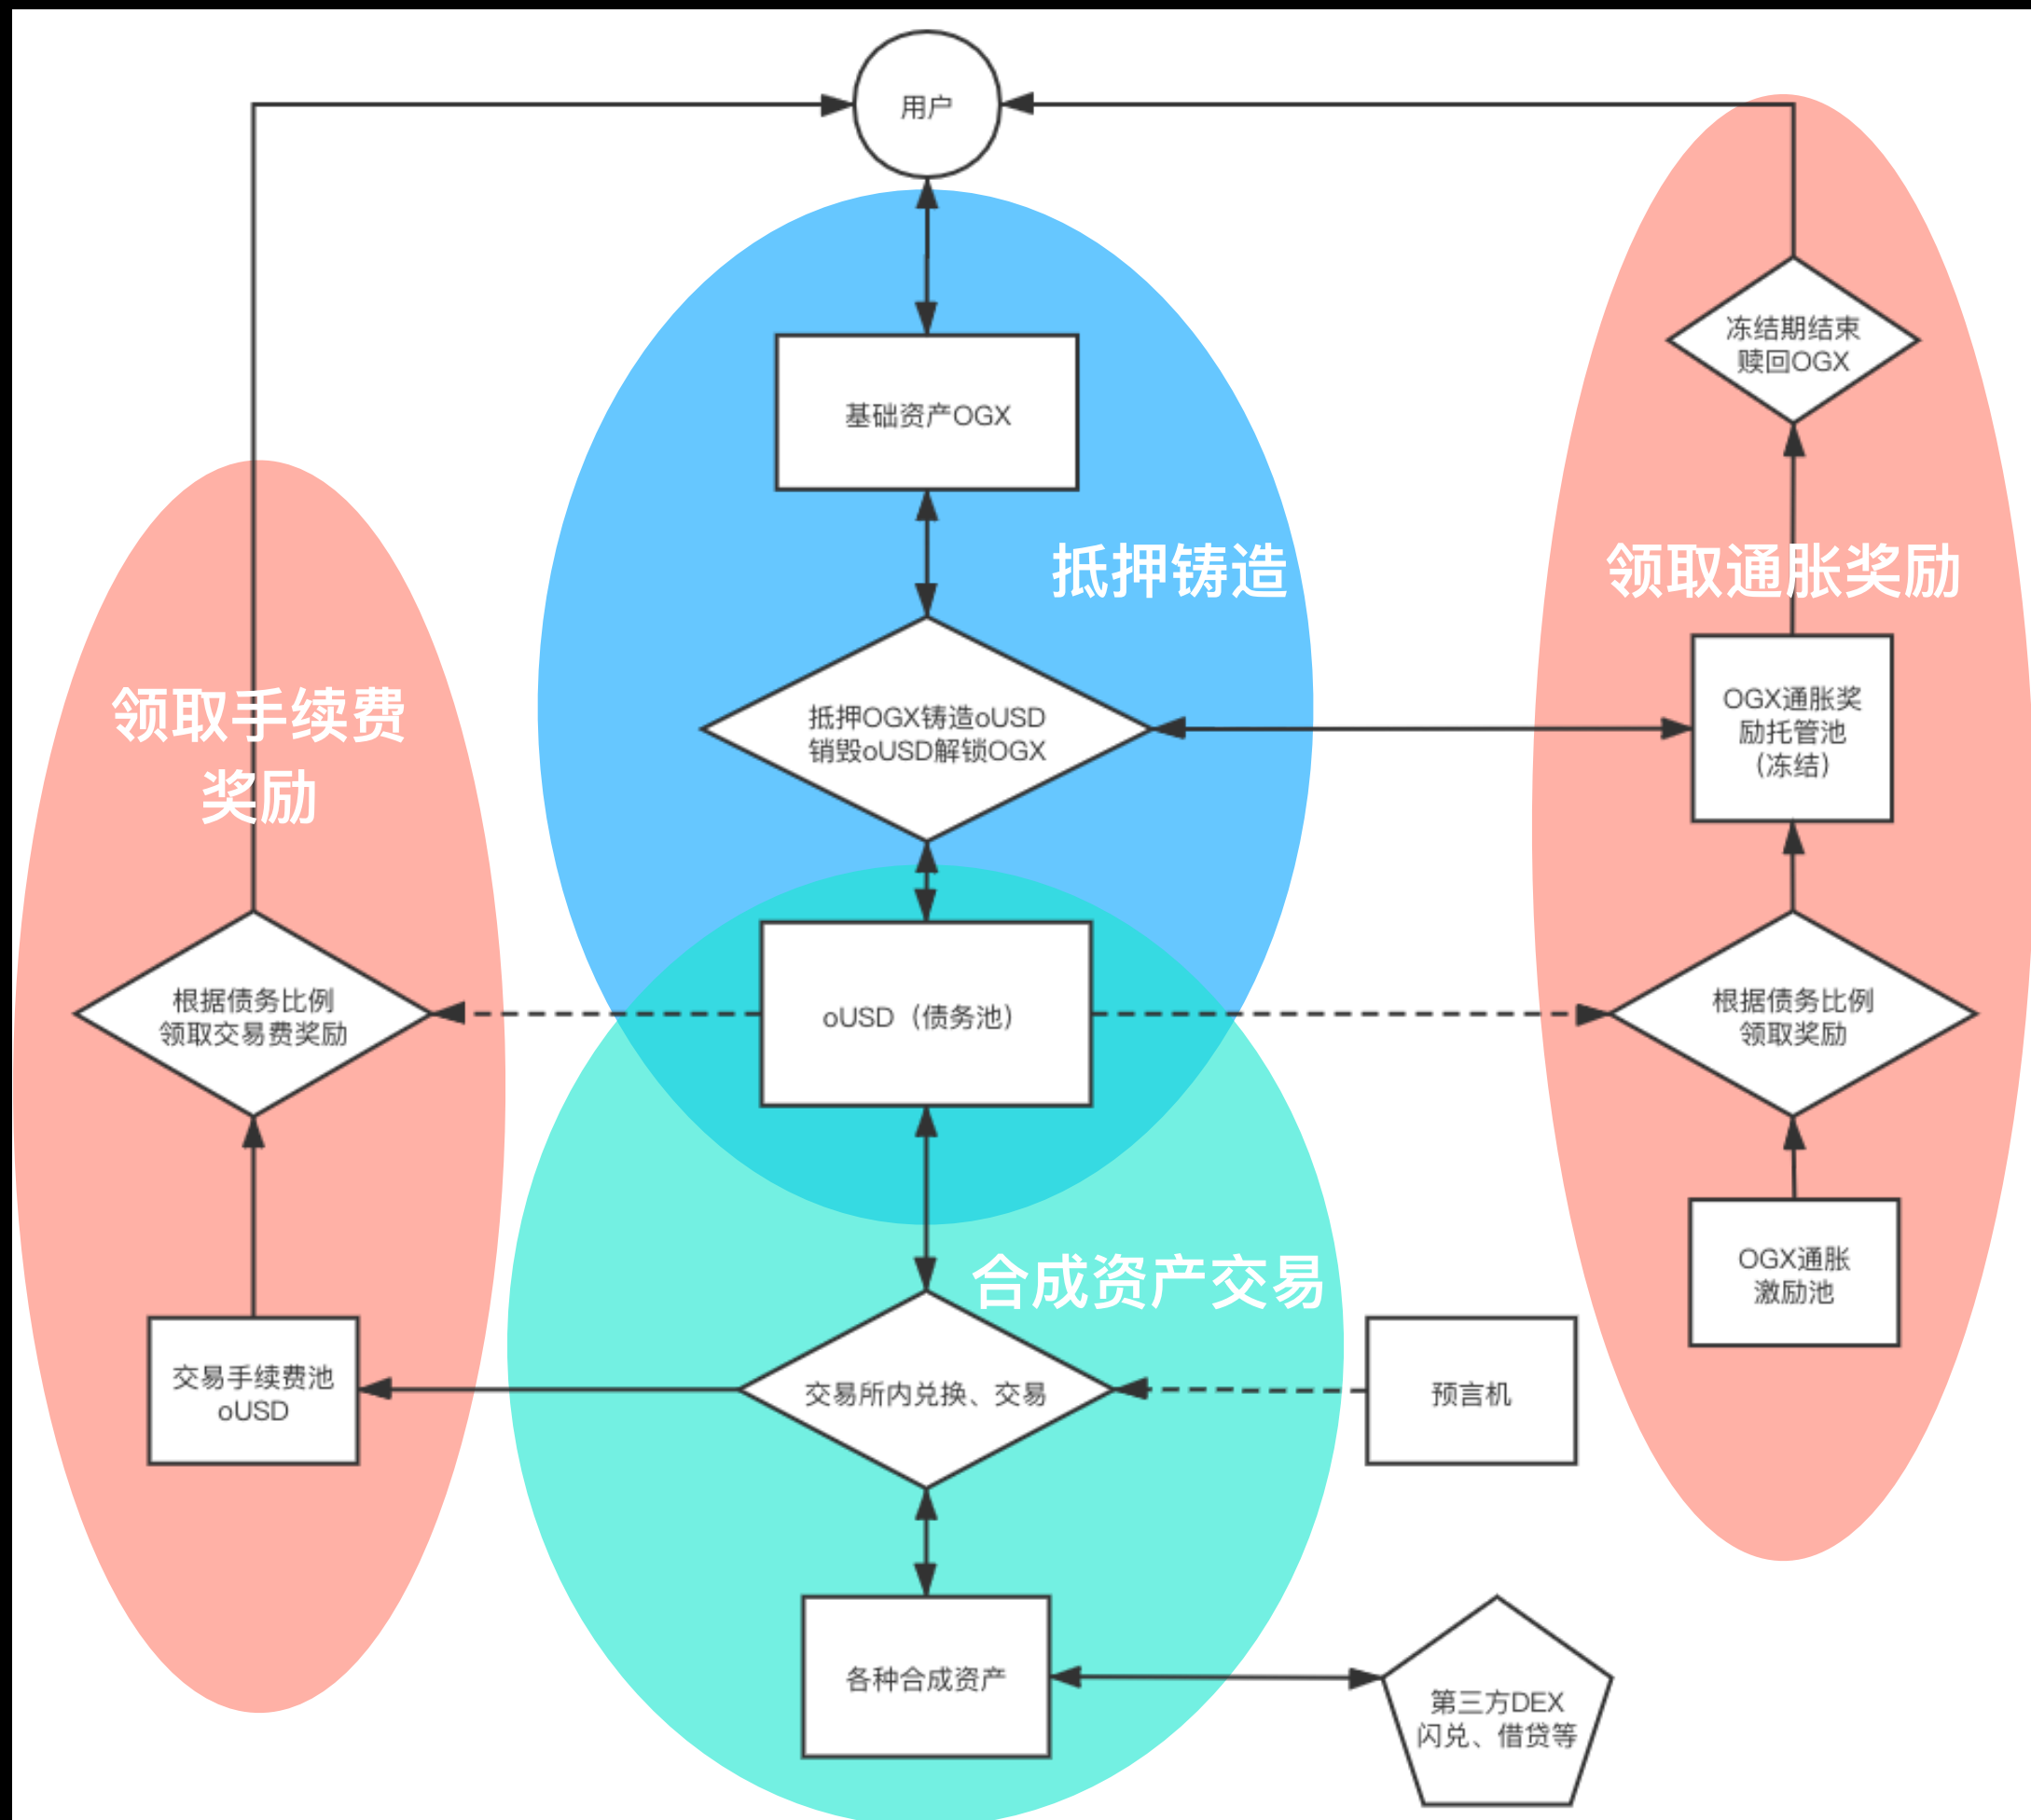 用户
冻结期结束
赎回OGX
基础资产OGX
抵押铸造
领取通胀奖励
领取手续费
奖励
抵押OGX铸造oUSD
销毁oUSD解锁OGX
OGX通胀奖
励托管池
(冻结)
根据债务比例
领取交易费奖励
oUSD（债务池）
根据债务比例
领取奖励
合成资产交易
OGX通胀
激励池
交易手续费池
oUSD
交易所内兑换、交易
预言机
各种合成资产
第三方DEX
闪兑、借贷等